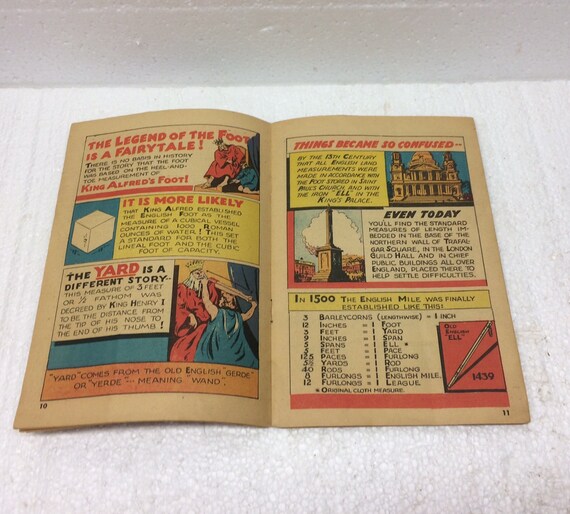 THE LEGEND OF THE FOOT
IS A FAIRYTALE!
THERE IS NO BASIS IN HISTORY
FOR THE STORY THAT THE FOOT
WAS BASED ON THE HEEL-AND-
TOE MEASUREMENT OF
KING ALFRED'S FOOT!
IT IS MORE LIKELY
THAT KING ALFRED ESTABLISHED
THE ENGLISH FOOT AS THE
MEASURE OF A CUBICAL VESSEL
CONTAINING 1000 ROMAN
OUNCES OF WATER! THIS SET
A STANDARD FOR BOTH THE
LINEAL FOOT AND THE CUBIC
FOOT OF CAPACITY.
THE YARD IS A
DIFFERENT STORY--
THIS MEASURE OF 3 FEET
OR 1/2 FATHOM WAS
DECREED BY KING HENRY I
TO BE THE DISTANCE FROM
THE TIP OF HIS NOSE TO
THE END OF HIS THUMB!
"YARD" COMES FROM THE OLD ENGLISH GERDE"
OR "YERDE"--- MEANING "WAND".
10
THINGS BECAME SO CONFUSED--
BY THE 13TH CENTURY
THAT ALL ENGLISH LAND
MEASUREMENTS WERE
MADE IN ACCORDANCE WITH
THE FOOT STORED IN SAINT
PAUL'S CHURCH, AND WITH
THE IRON "ELL" IN THE
KING'S PALACE.
EVEN TODAY
YOU'LL FIND THE STANDARD
MEASURES OF LENGTH IM-
BEDDED IN THE BASE OF THE
NORTHERN WALL OF TRAFAL-
GAR SQUARE, IN THE LONDON
GUILD HALL AND IN CHIEF
PUBLIC BUILDINGS ALL OVER
ENGLAND, PLACED THERE TO
HELP SETTLE DIFFICULTIES.
IN 1500 THE ENGLISH MILE WAS FINALLY
ESTABLISHED LIKE THIS!
3 BARLEYCORNS (LENGTHWISE) = 1 INCH
12 INCHES = 1 FOOT
3 FEET = 1 YARD
9 INCHES = 1 SPAN
5 SPANS = 1 ELL *
5 FEET = 1 PACE
125 PACES = 1 FURLONG
5½ YARDS = 1 ROD
40 RODS = 1 FURLONG
8 FURLONGS = 1 ENGLISH MILE
12 FURLONGS = 1 LEAGUE
* ORIGINAL CLOTH MEASURE.
OLD
ENGLISH
"ELL"
1439
11